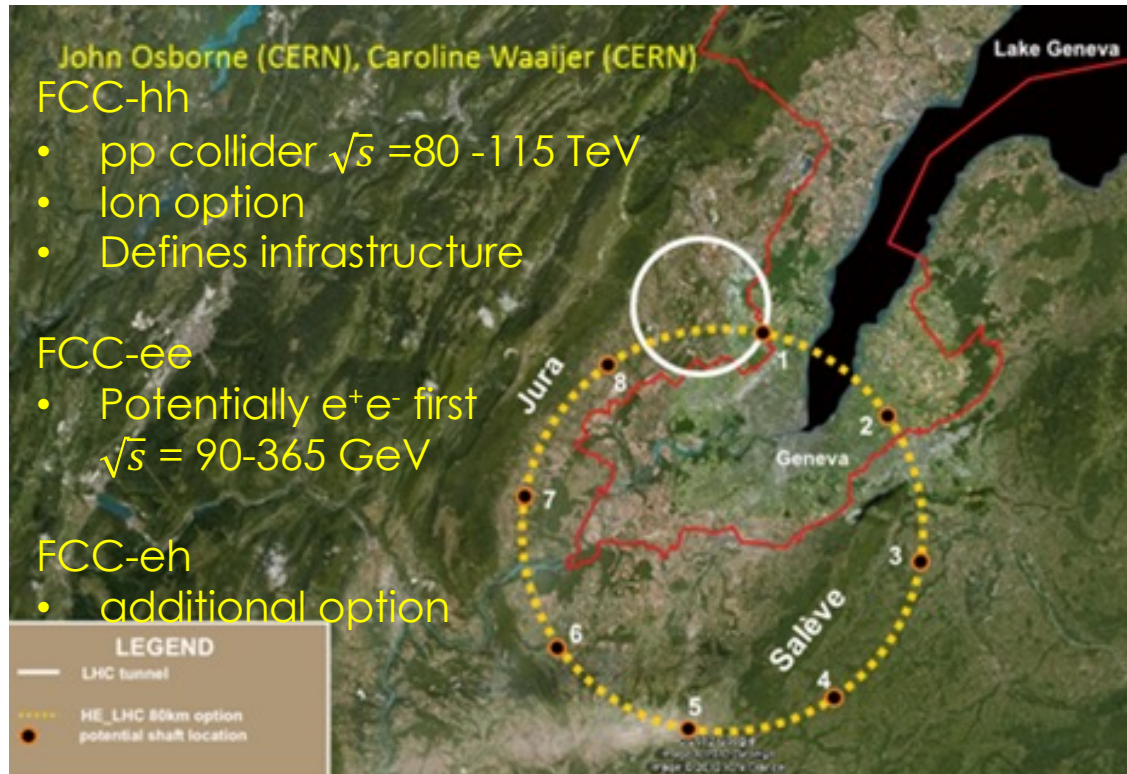 John Osborne (CERN), Caroline Waaijer (CERN)
Lake Geneva
FCC-hh
• pp collider √s =80 -115 TeV
• Ion option
• Defines infrastructure
FCC-ee
• Potentially e⁺e⁻ first
√s = 90-365 GeV
FCC-eh
• additional option
Jura
Geneva
Salève
1
2
3
4
5
6
7
8
LEGEND
LHC tunnel
HE_LHC 80km option
potential shaft location